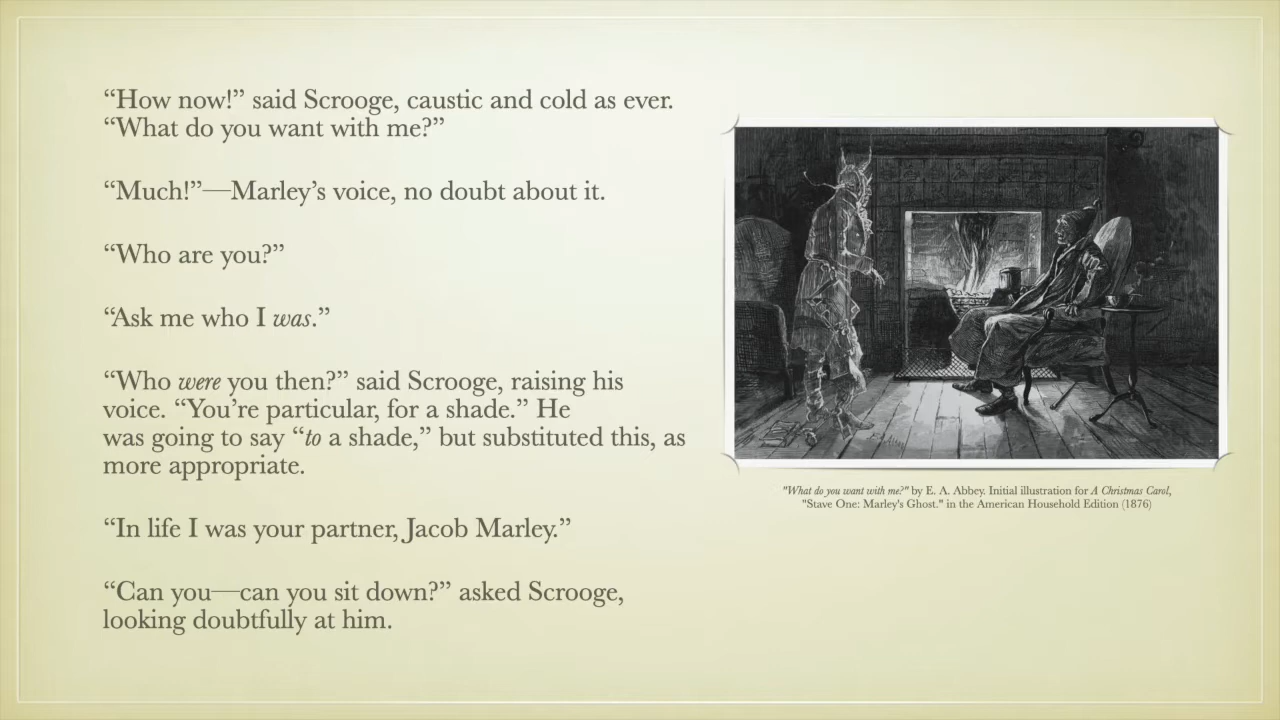 “How now!” said Scrooge, caustic and cold as ever.
“What do you want with me?”
“Much!”—Marley’s voice, no doubt about it.
“Who are you?”
“Ask me who I was.”
“Who were you then?” said Scrooge, raising his
voice. “You’re particular, for a shade.” He
was going to say “to a shade,” but substituted this, as
more appropriate.
“In life I was your partner, Jacob Marley.”
“Can you—can you sit down?” asked Scrooge,
looking doubtfully at him.
"What do you want with me?" by E. A. Abbey. Initial illustration for A Christmas Carol,
"Stave One: Marley's Ghost." in the American Household Edition (1876)